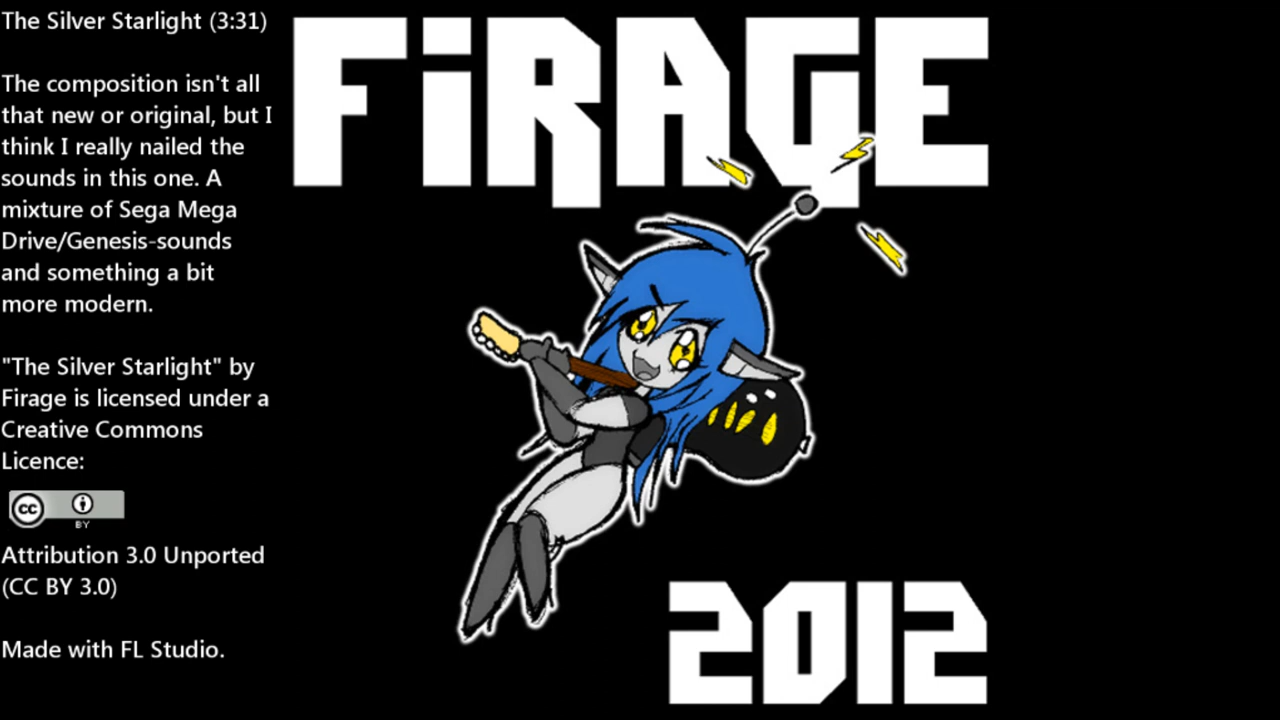 The Silver Starlight (3:31)
The composition isn't all
that new or original, but I
think I really nailed the
sounds in this one. A
mixture of Sega Mega
Drive/Genesis-sounds
and something a bit
more modern.
"The Silver Starlight" by
Firage is licensed under a
Creative Commons
Licence:
cc
BY
Attribution 3.0 Unported
(CC BY 3.0)
Made with FL Studio.
FiRAGE
2012